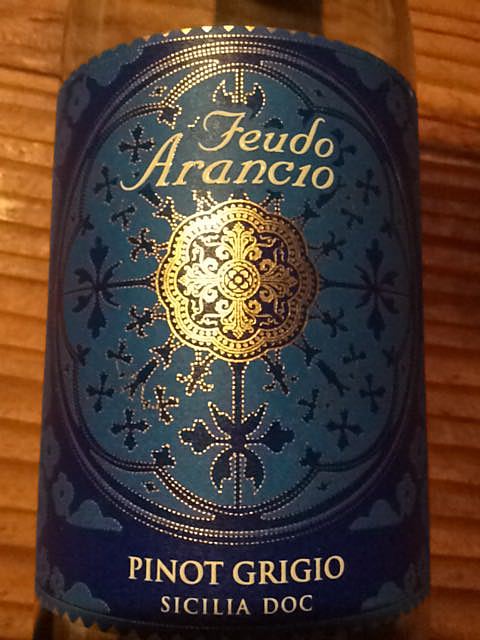 Feudo
Arancio
PINOT GRIGIO
SICILIA DOC